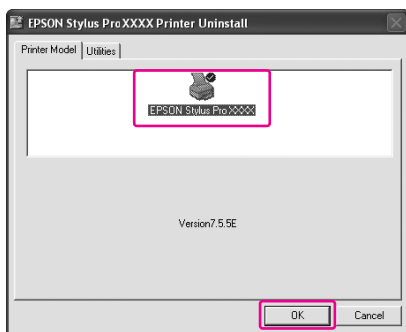 EPSON Stylus Pro XXXX Printer Uninstall
Printer Model Utilities
EPSON Stylus Pro XXXX
Version7.5.5E
OK Cancel